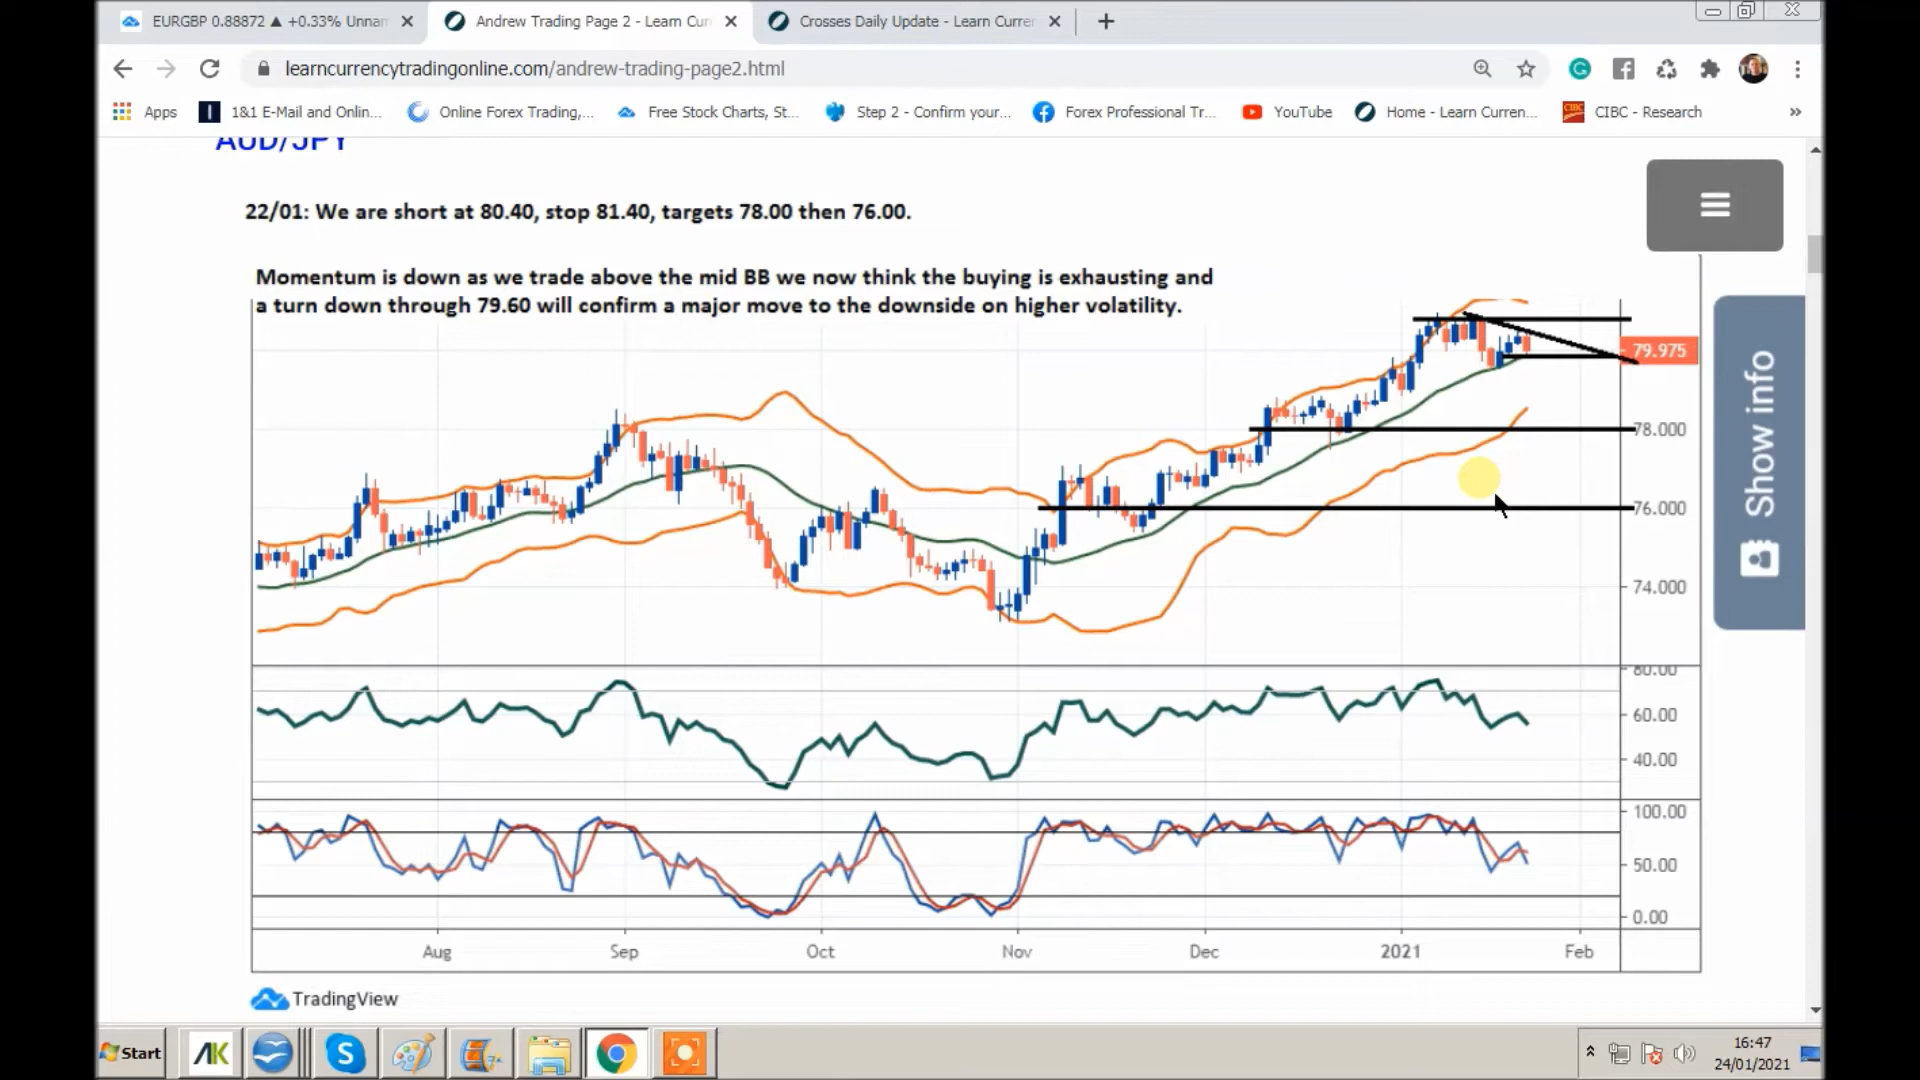 EURGBP 0.88872 ▲ +0.33% Unnan
Andrew Trading Page 2 - Learn Cur
Crosses Daily Update - Learn Curre
learncurrencytradingonline.com/andrew-trading-page2.html
Apps
1&1 E-Mail and Onlin...
Online Forex Trading,...
Free Stock Charts, St...
Step 2 - Confirm your...
Forex Professional Tr...
YouTube
Home - Learn Curren...
CIBC
CIBC - Research
AUD/JPY
22/01: We are short at 80.40, stop 81.40, targets 78.00 then 76.00.
Momentum is down as we trade above the mid BB we now think the buying is exhausting and
a turn down through 79.60 will confirm a major move to the downside on higher volatility.
79.975
78.000
76.000
74.000
Show info
80.00
60.00
40.00
100.00
50.00
0.00
Aug
Sep
Oct
Nov
Dec
2021
Feb
TradingView
Start
16:47
24/01/2021